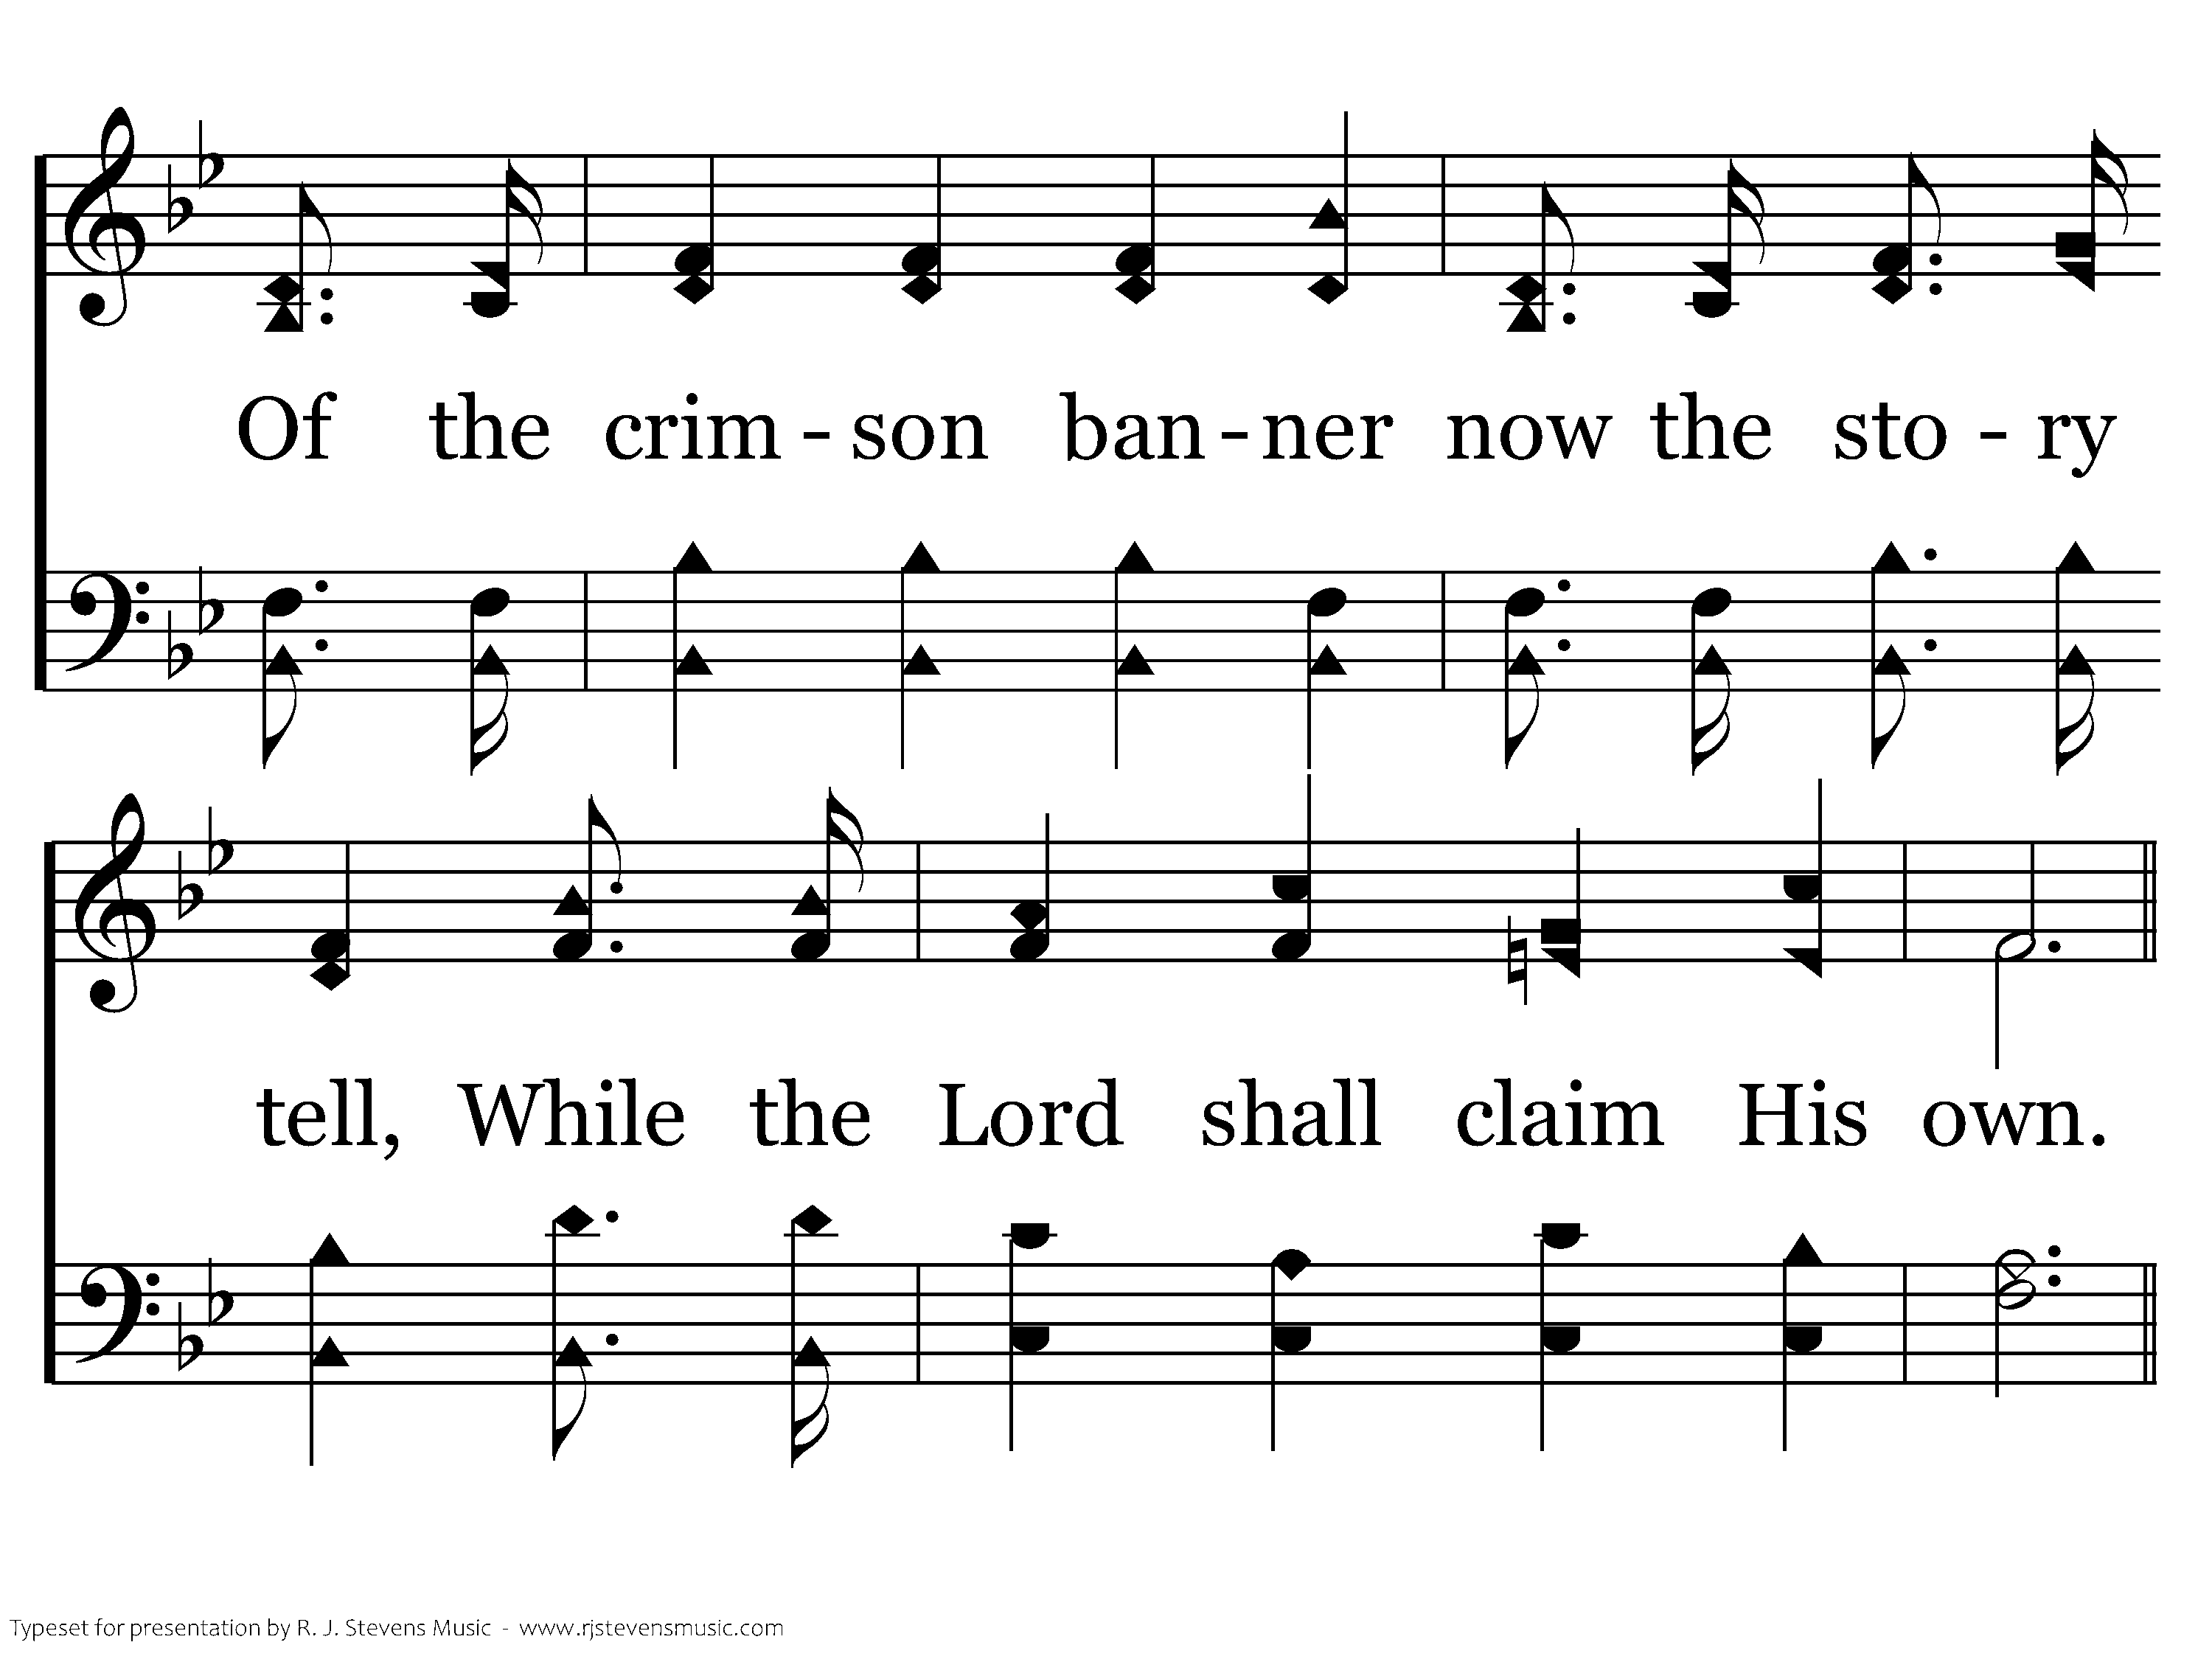 Of the crim - son ban - ner now the sto - ry
tell, While the Lord shall claim His own.
Typeset for presentation by R. J. Stevens Music - www.rjstevensmusic.com